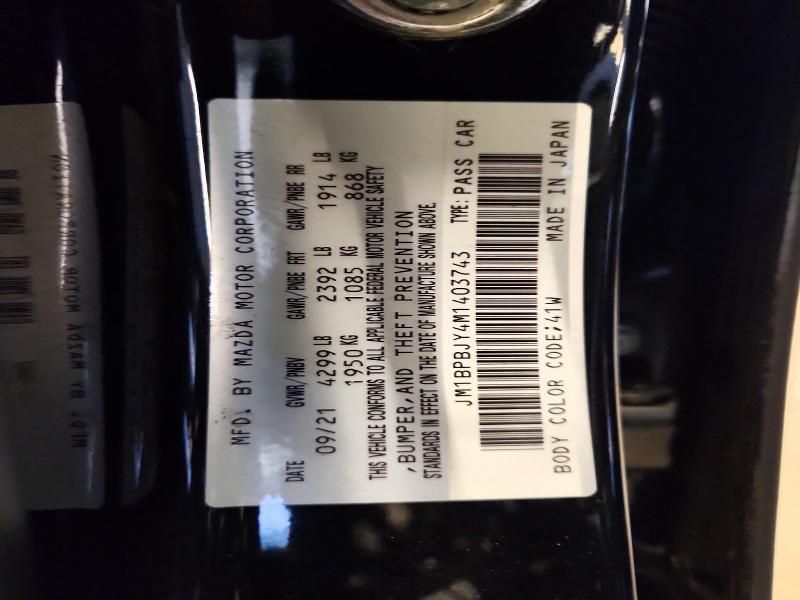 MFD. BY MAZDA MOTOR CORPORATION
DATE GVWR/PNBV GAWR/PNBE FRT GAWR/PNBE RR
09/21 4299 LB 2392 LB 1914 LB
1950 KG 1085 KG 868 KG
THIS VEHICLE CONFORMS TO ALL APPLICABLE FEDERAL MOTOR VEHICLE SAFETY
,BUMPER,AND THEFT PREVENTION
STANDARDS IN EFFECT ON THE DATE OF MANUFACTURE SHOWN ABOVE.
JM1BPBJY4M1403743 TYPE: PASS CAR
BODY COLOR CODE;41W MADE IN JAPAN